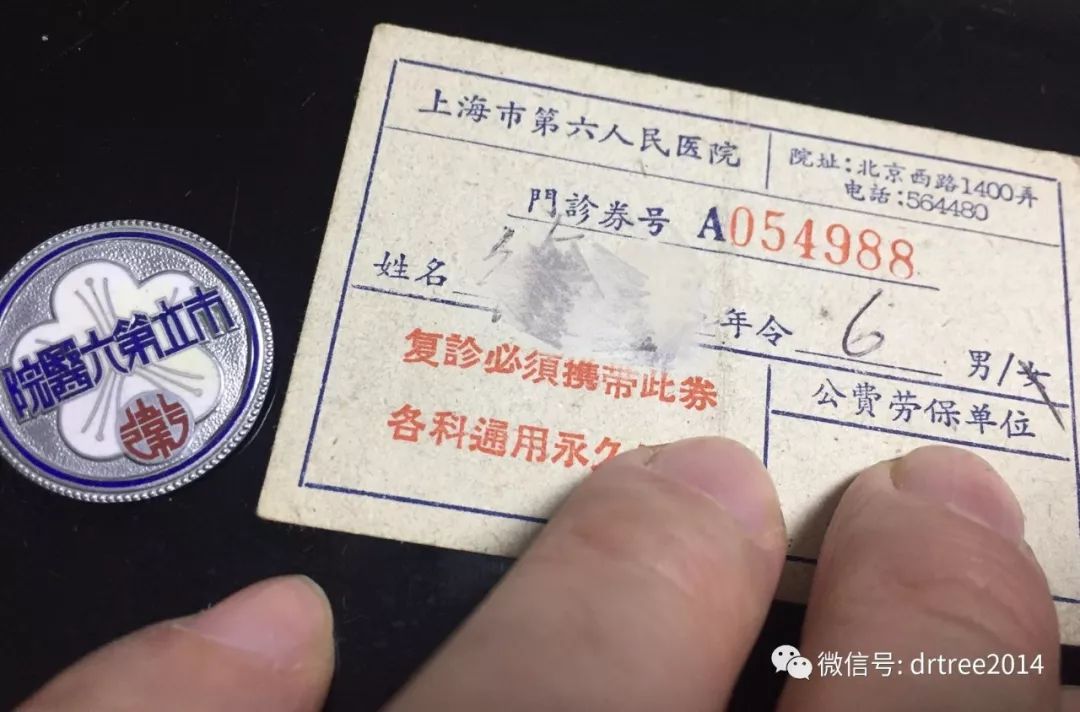 上海市第六人民医院
院址:北京西路1400弄
电話:564480
門診券号 A054988
姓名
年令 6 男/女
复診必須携带此券
各科通用永久
公費劳保单位
院醫六第立市
微信号: drtree2014